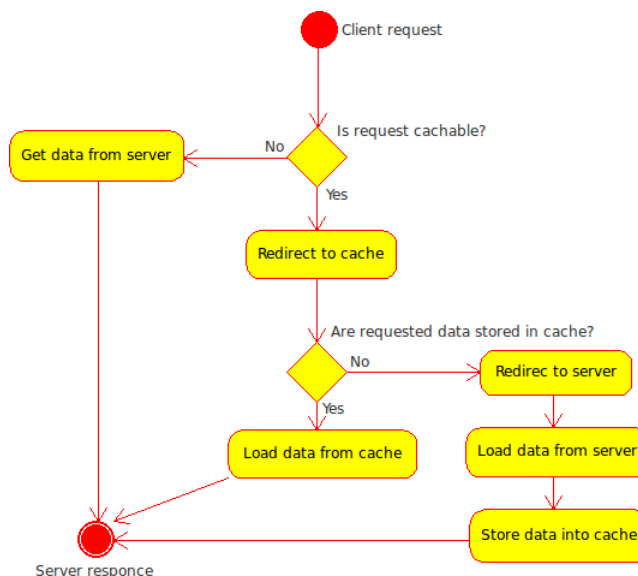 Client request
Is request cachable?
No
Get data from server
Yes
Redirect to cache
Are requested data stored in cache?
No
Redirec to server
Yes
Load data from cache
Load data from server
Store data into cache
Server responce